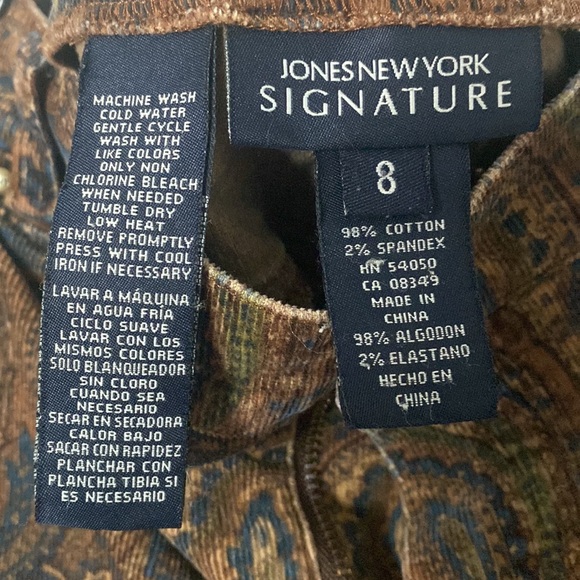 MACHINE WASH
COLD WATER
GENTLE CYCLE
WASH WITH
LIKE COLORS
ONLY NON
CHLORINE BLEACH
WHEN NEEDED
TUMBLE DRY
LOW HEAT
REMOVE PROMPTLY
PRESS WITH COOL
IRON IF NECESSARY
LAVAR A MÁQUINA
EN AGUA FRÍA
CICLO SUAVE
LAVAR CON LOS
MISMOS COLORES
SOLO BLANQUEADOR
SIN CLORO
CUANDO SEA
NECESARIO
SECAR EN SECADORA
CALOR BAJO
SACAR CON RAPIDEZ
PLANCHAR CON
PLANCHA TIBIA SI
ES NECESARIO
JONES NEW YORK
SIGNATURE
8
98% COTTON
2% SPANDEX
HN 54050
CA 08349
MADE IN
CHINA
98% ALGODON
2% ELASTANO
HECHO EN
CHINA